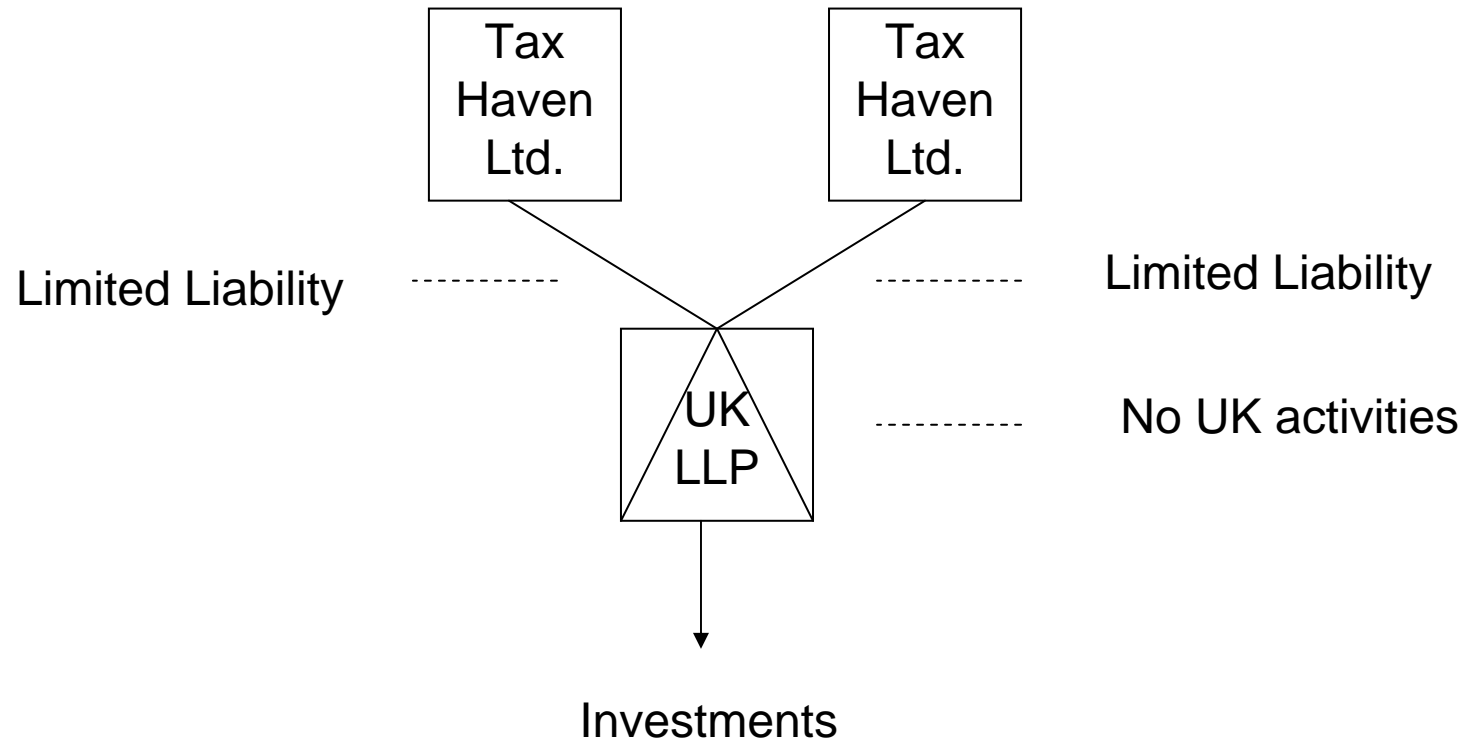 Tax
Haven
Ltd.
Tax
Haven
Ltd.
Limited Liability
Limited Liability
UK
LLP
No UK activities
Investments